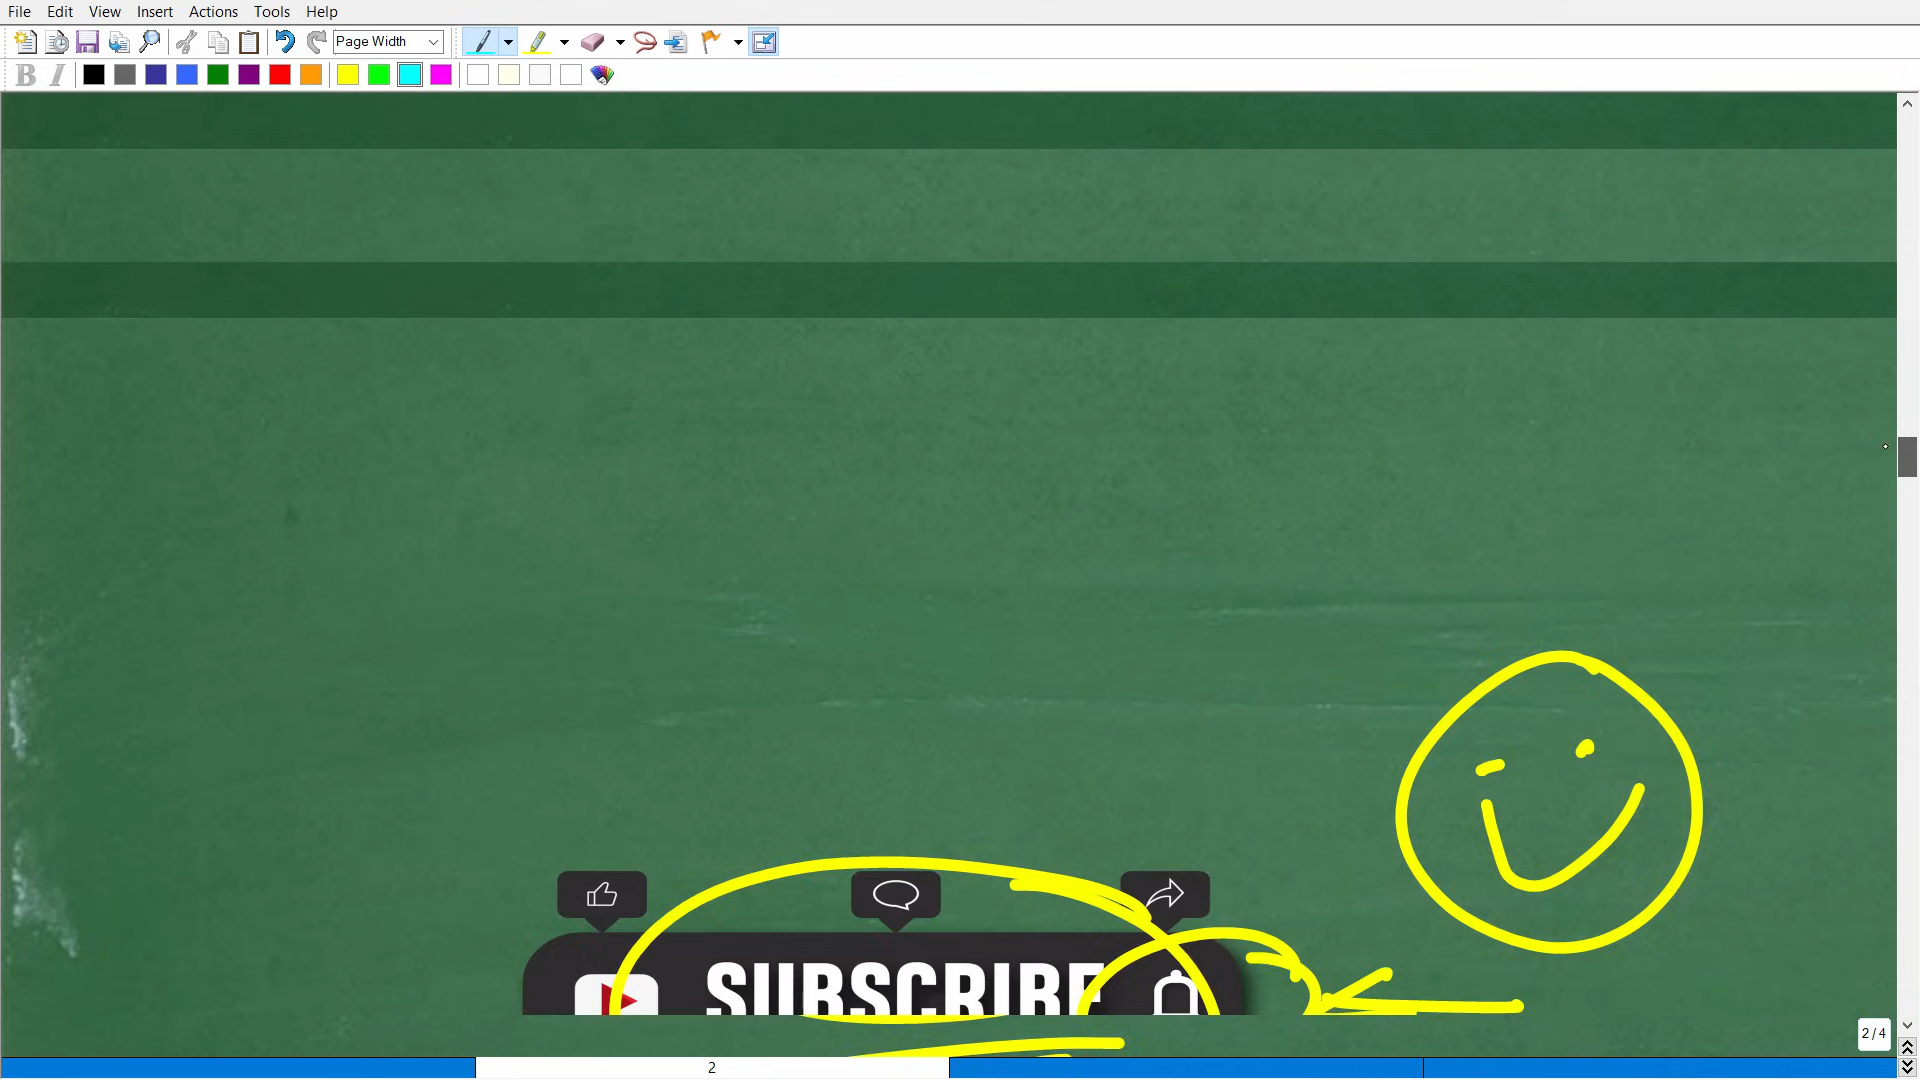 File Edit View Insert Actions Tools Help
Page Width
B I
SUBSCRIBE
2 / 4
2